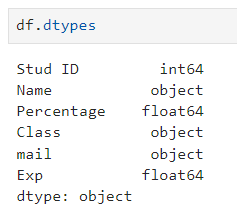 df.dtypes
Stud ID int64
Name object
Percentage float64
Class object
mail object
Exp float64
dtype: object